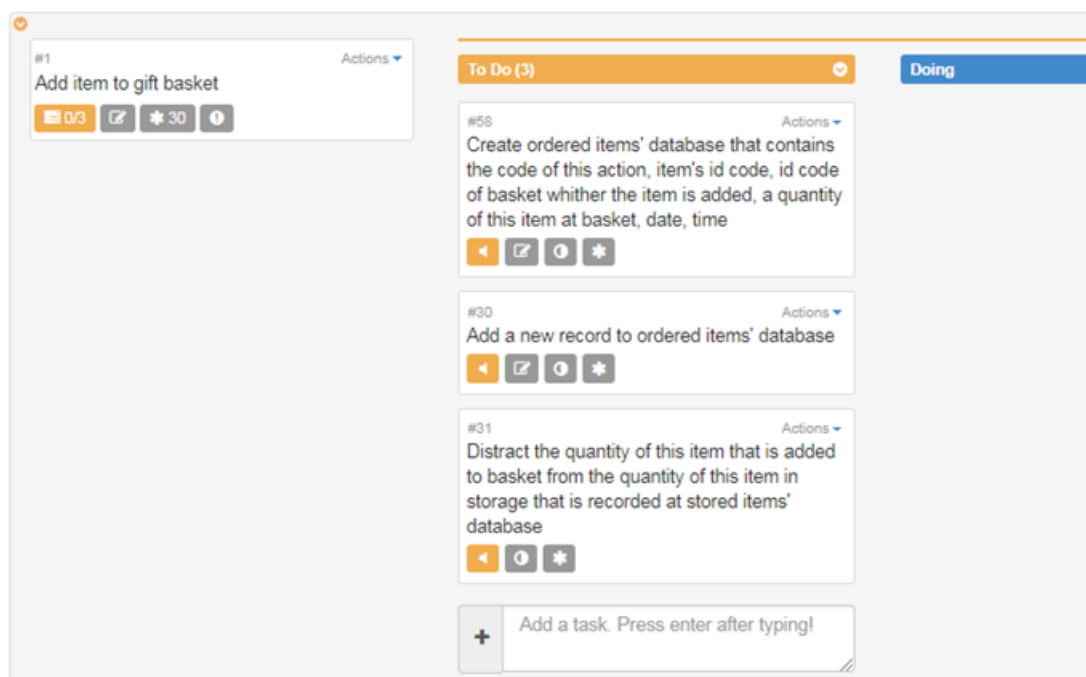 #1 Actions
Add item to gift basket
0/3 30
To Do (3)
#58 Actions
Create ordered items' database that contains
the code of this action, item's id code, id code
of basket whither the item is added, a quantity
of this item at basket, date, time
#30 Actions
Add a new record to ordered items' database
#31 Actions
Distract the quantity of this item that is added
to basket from the quantity of this item in
storage that is recorded at stored items'
database
Add a task. Press enter after typing!
Doing